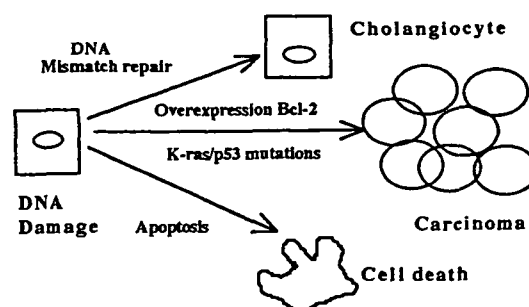 Cholangiocyte
DNA
Mismatch repair
Overexpression Bcl-2
K-ras/p53 mutations
DNA
Damage
Apoptosis
Carcinoma
Cell death